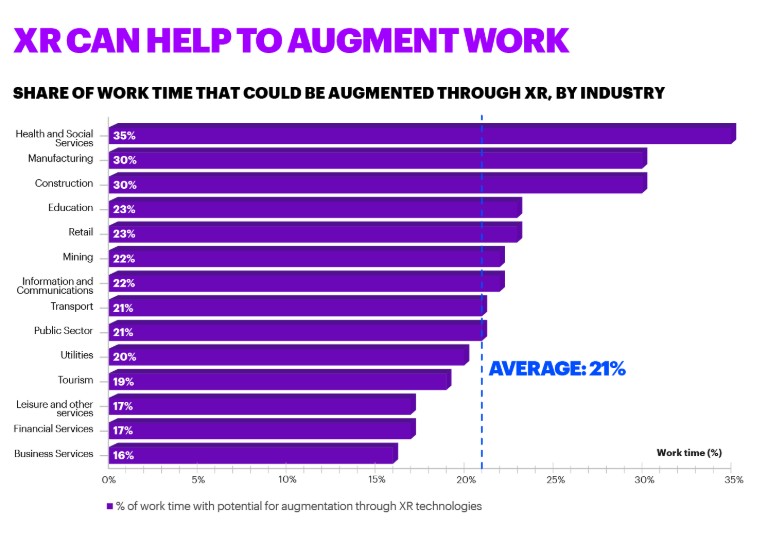 XR CAN HELP TO AUGMENT WORK
SHARE OF WORK TIME THAT COULD BE AUGMENTED THROUGH XR, BY INDUSTRY
Health and Social
Services
35%
Manufacturing
30%
Construction
30%
Education
23%
Retail
23%
Mining
22%
Information and
Communications
22%
Transport
21%
Public Sector
21%
Utilities
20%
AVERAGE: 21%
Tourism
19%
Leisure and other
services
17%
Financial Services
17%
Business Services
16%
Work time (%)
0% 5% 10% 15% 20% 25% 30% 35%
% of work time with potential for augmentation through XR technologies